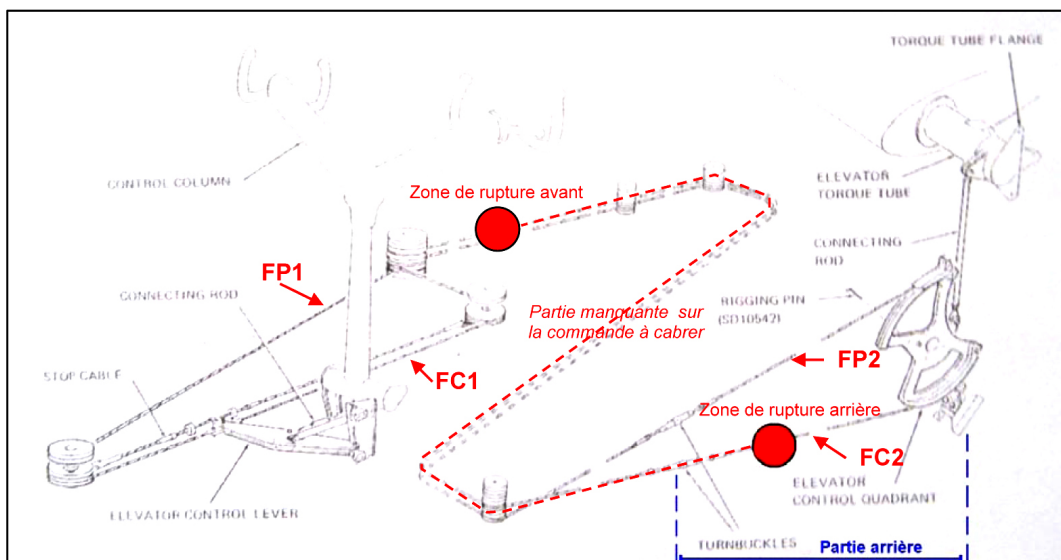 TORQUE TUBE FLANGE
CONTROL COLUMN
Zone de rupture avant
ELEVATOR
TORQUE TUBE
CONNECTING
ROD
FP1
CONNECTING ROD
Partie manquante sur
la commande à cabrer
RIGGING PIN
(SD10542)
STOP CABLE
FC1
FP2
Zone de rupture arrière
FC2
ELEVATOR CONTROL LEVER
ELEVATOR
CONTROL QUADRANT
TURNBUCKLES
Partie arrière